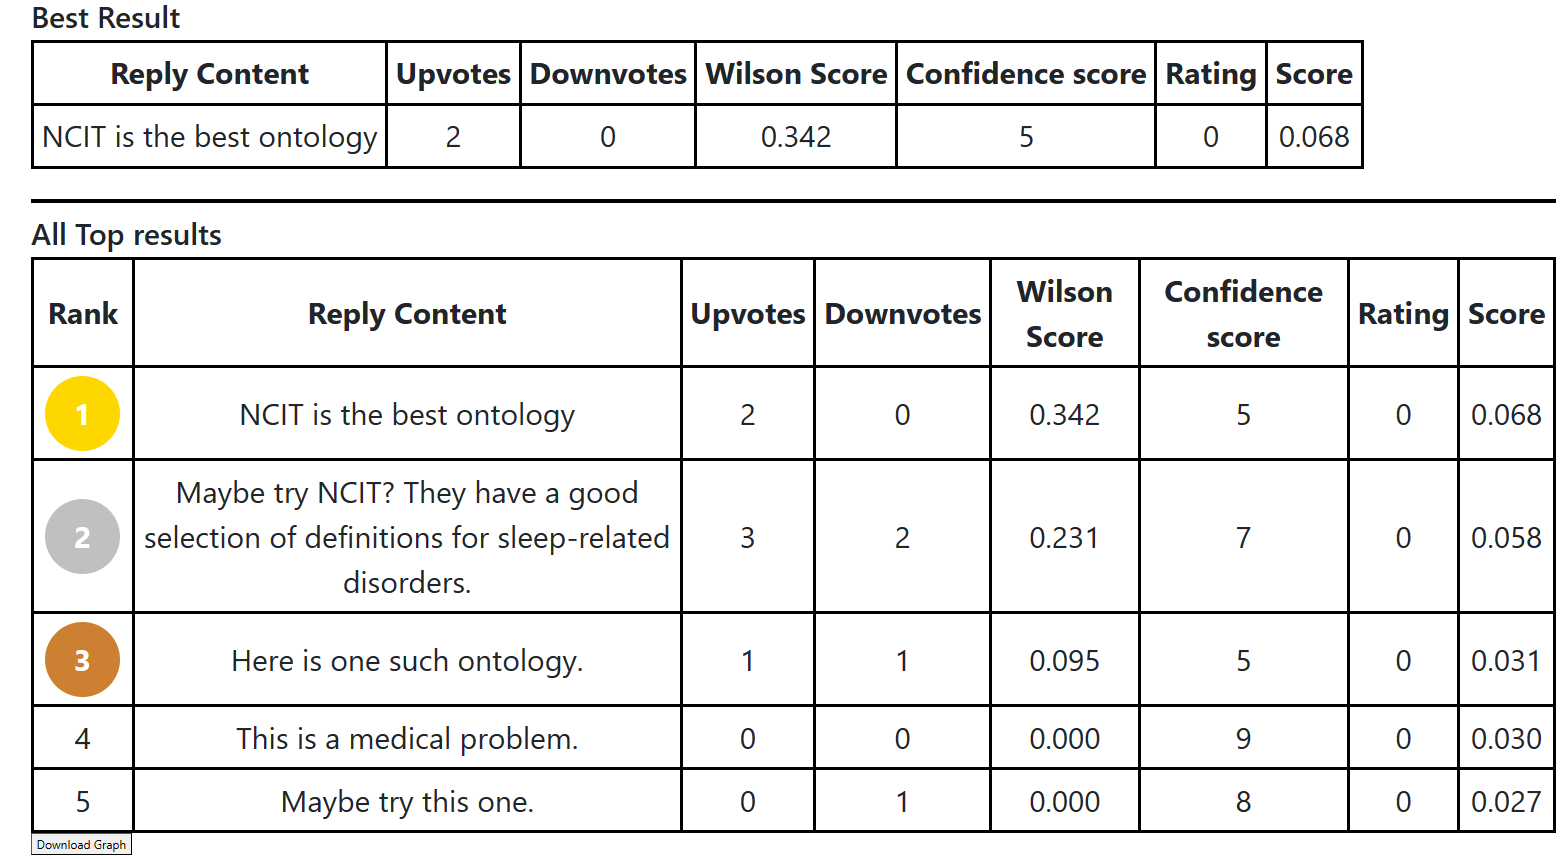 Best Result
Reply Content Upvotes Downvotes Wilson Score Confidence score Rating Score
NCIT is the best ontology 2 0 0.342 5 0 0.068
All Top results
Rank Reply Content Upvotes Downvotes Wilson Score Confidence score Rating Score
1 NCIT is the best ontology 2 0 0.342 5 0 0.068
2 Maybe try NCIT? They have a good selection of definitions for sleep-related disorders. 3 2 0.231 7 0 0.058
3 Here is one such ontology. 1 1 0.095 5 0 0.031
4 This is a medical problem. 0 0 0.000 9 0 0.030
5 Maybe try this one. 0 1 0.000 8 0 0.027
Download Graph